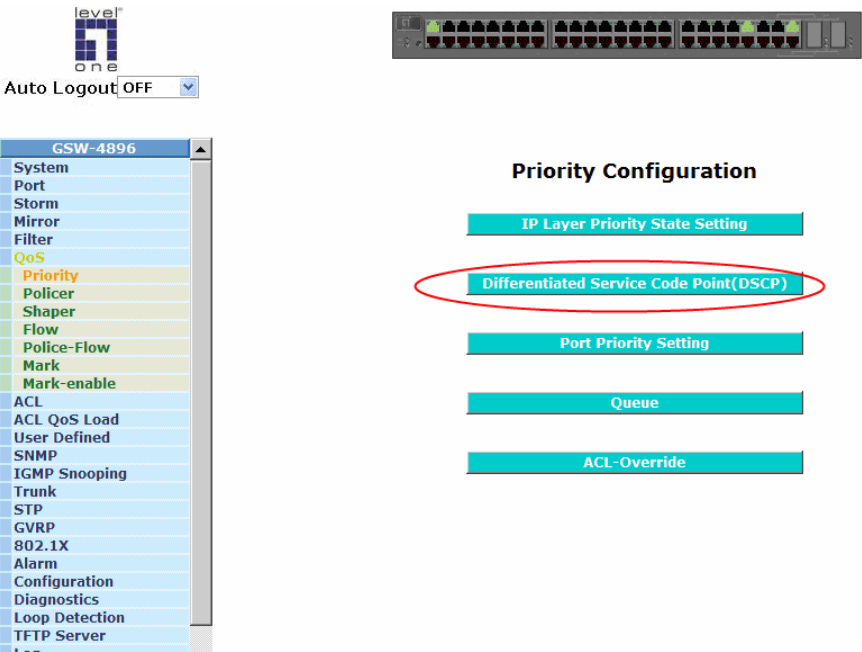 level
one
Auto Logout OFF
GSW-4896
System
Port
Storm
Mirror
Filter
QoS
Priority
Policer
Shaper
Flow
Police-Flow
Mark
Mark-enable
ACL
ACL QoS Load
User Defined
SNMP
IGMP Snooping
Trunk
STP
GVRP
802.1X
Alarm
Configuration
Diagnostics
Loop Detection
TFTP Server
Priority Configuration
IP Layer Priority State Setting
Differentiated Service Code Point(DSCP)
Port Priority Setting
Queue
ACL-Override